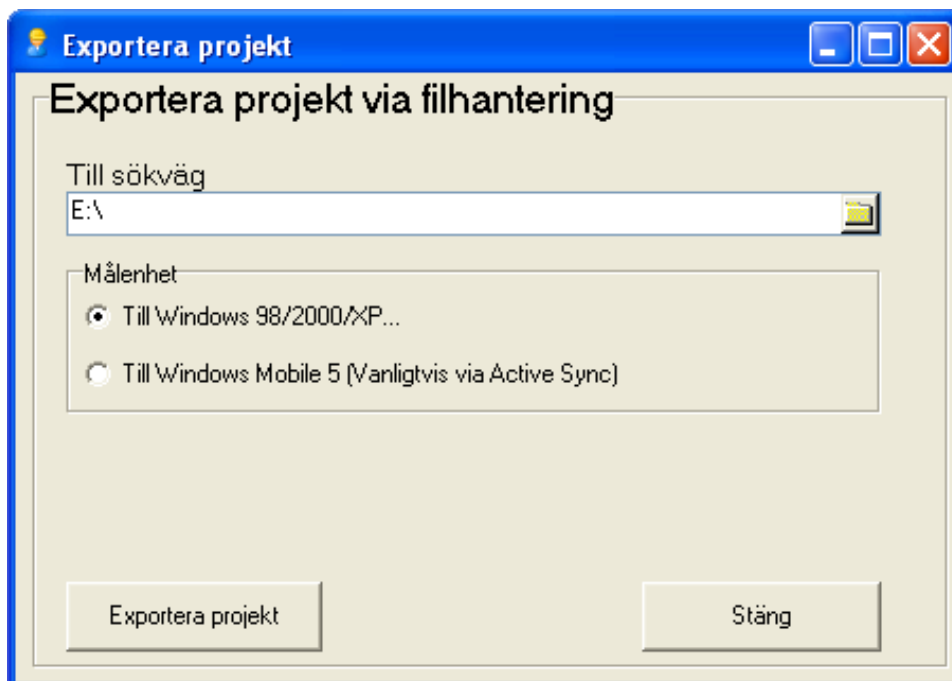 Exportera projekt
Exportera projekt via filhantering
Till sökväg
E:\
Målenhet
Till Windows 98/2000/XP...
Till Windows Mobile 5 (Vanligtvis via Active Sync)
Exportera projekt
Stäng